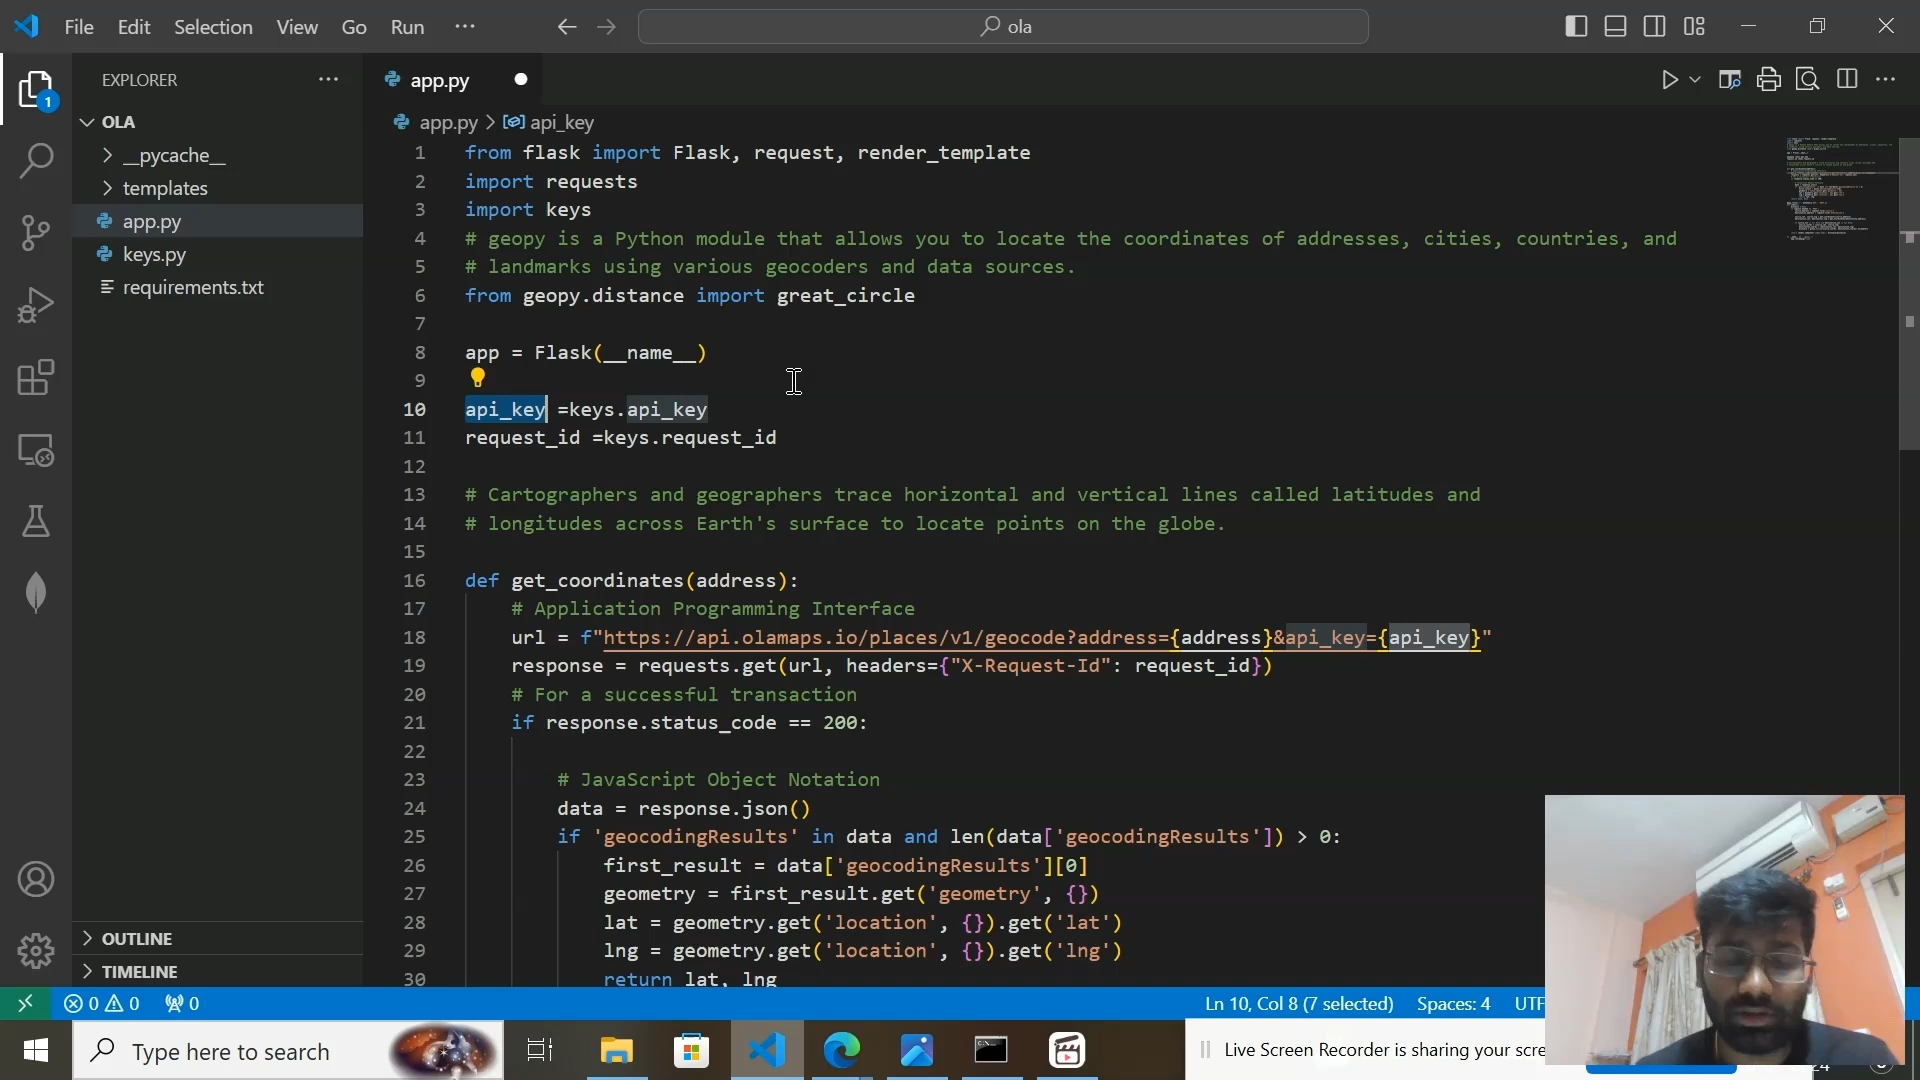 File Edit Selection View Go Run ··· ola
EXPLORER ···
OLA
__pycache__
templates
app.py
keys.py
requirements.txt
OUTLINE
TIMELINE
1
app.py
app.py > api_key
1 from flask import Flask, request, render_template
2 import requests
3 import keys
4 # geopy is a Python module that allows you to locate the coordinates of addresses, cities, countries, and
5 # landmarks using various geocoders and data sources.
6 from geopy.distance import great_circle
7
8 app = Flask(__name__)
9
10 api_key =keys.api_key
11 request_id =keys.request_id
12
13 # Cartographers and geographers trace horizontal and vertical lines called latitudes and
14 # longitudes across Earth's surface to locate points on the globe.
15
16 def get_coordinates(address):
17 # Application Programming Interface
18 url = f"https://api.olamaps.io/places/v1/geocode?address={address}&api_key={api_key}"
19 response = requests.get(url, headers={"X-Request-Id": request_id})
20 # For a successful transaction
21 if response.status_code == 200:
22
23 # JavaScript Object Notation
24 data = response.json()
25 if 'geocodingResults' in data and len(data['geocodingResults']) > 0:
26 first_result = data['geocodingResults'][0]
27 geometry = first_result.get('geometry', {})
28 lat = geometry.get('location', {}).get('lat')
29 lng = geometry.get('location', {}).get('lng')
30 return lat, lng
0 0 0 Ln 10, Col 8 (7 selected) Spaces: 4 UTF
Type here to search
Live Screen Recorder is sharing your scre